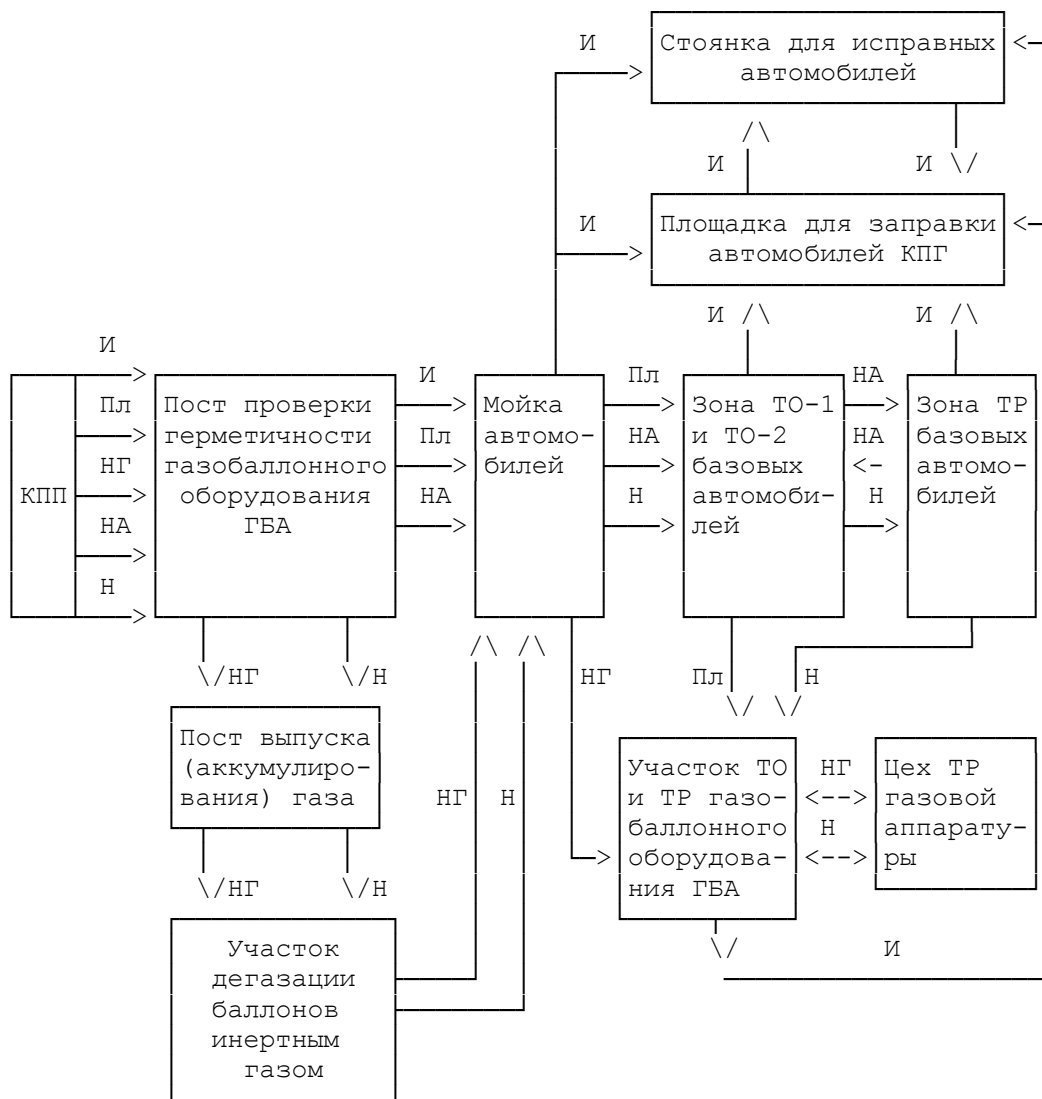 И
Стоянка для исправных
автомобилей
И
И
И
Площадка для заправки
автомобилей КПГ
И
И
И
КПП
Пл
НГ
НА
Н
Пост проверки
герметичности
газобаллонного
оборудования
ГБА
И
Пл
НА
Мойка
автомо-
билей
Пл
НА
Н
Зона ТО-1
и ТО-2
базовых
автомоби-
лей
НА
НА
Н
Зона ТР
базовых
автомо-
билей
НГ
Н
НГ
Пл
Н
Пост выпуска
(аккумулиро-
вания) газа
НГ
Н
Участок ТО
и ТР газо-
баллонного
оборудова-
ния ГБА
НГ
Н
Цех ТР
газовой
аппарату-
ры
НГ
Н
Участок
дегазации
баллонов
инертным
газом
И